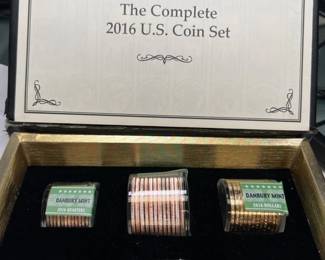 The Complete
2016 U.S. Coin Set
DANBURY MINT
2016 QUARTERS
DANBURY MINT
2016 DOLLARS